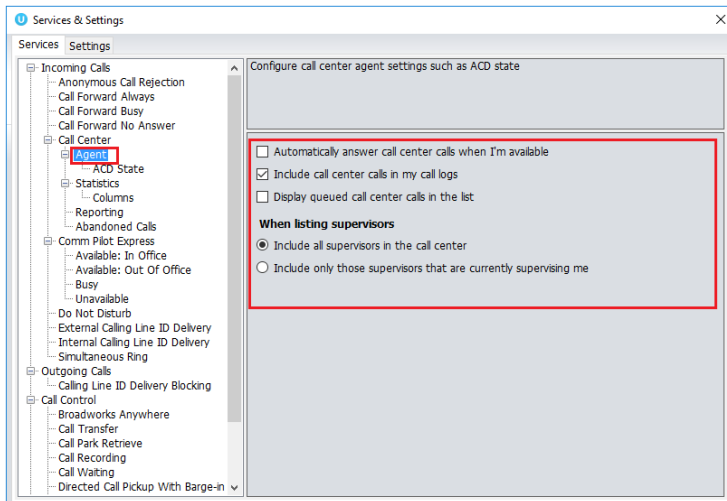 Services & Settings
Services Settings
Incoming Calls
Anonymous Call Rejection
Call Forward Always
Call Forward Busy
Call Forward No Answer
Call Center
Agent
ACD State
Statistics
Columns
Reporting
Abandoned Calls
Comm Pilot Express
Available: In Office
Available: Out Of Office
Busy
Unavailable
Do Not Disturb
External Calling Line ID Delivery
Internal Calling Line ID Delivery
Simultaneous Ring
Outgoing Calls
Calling Line ID Delivery Blocking
Call Control
Broadworks Anywhere
Call Transfer
Call Park Retrieve
Call Recording
Call Waiting
Directed Call Pickup With Barge-in
Configure call center agent settings such as ACD state
Automatically answer call center calls when I'm available
Include call center calls in my call logs
Display queued call center calls in the list
When listing supervisors
Include all supervisors in the call center
Include only those supervisors that are currently supervising me